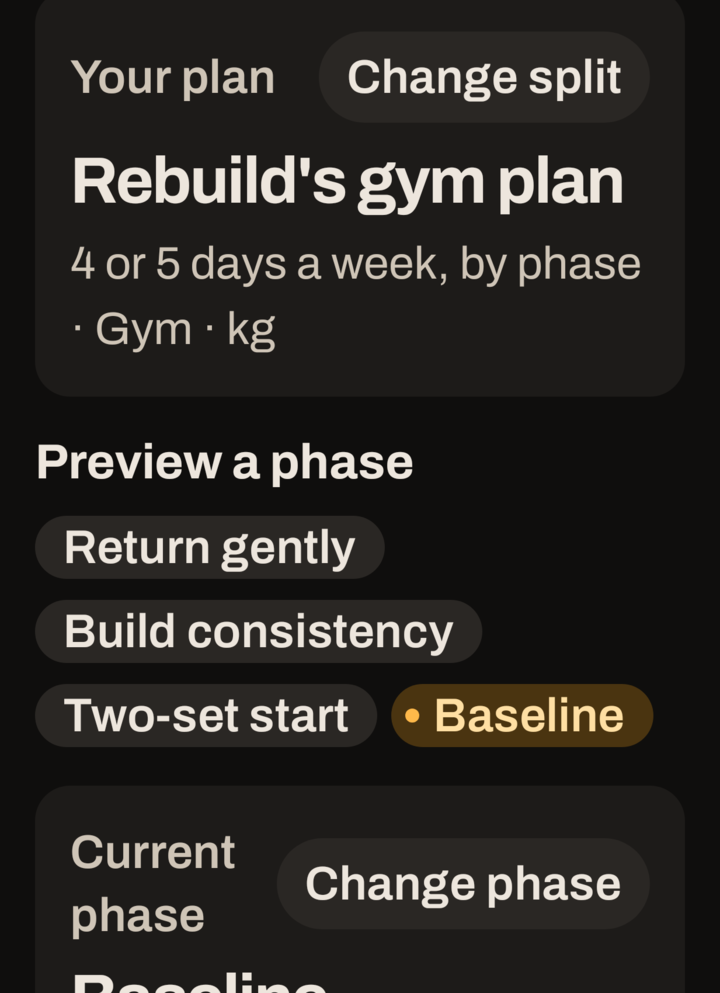 Your plan
Change split
Rebuild's gym plan
4 or 5 days a week, by phase
· Gym · kg
Preview a phase
Return gently
Build consistency
Two-set start
• Baseline
Current
phase
Change phase
Baseline